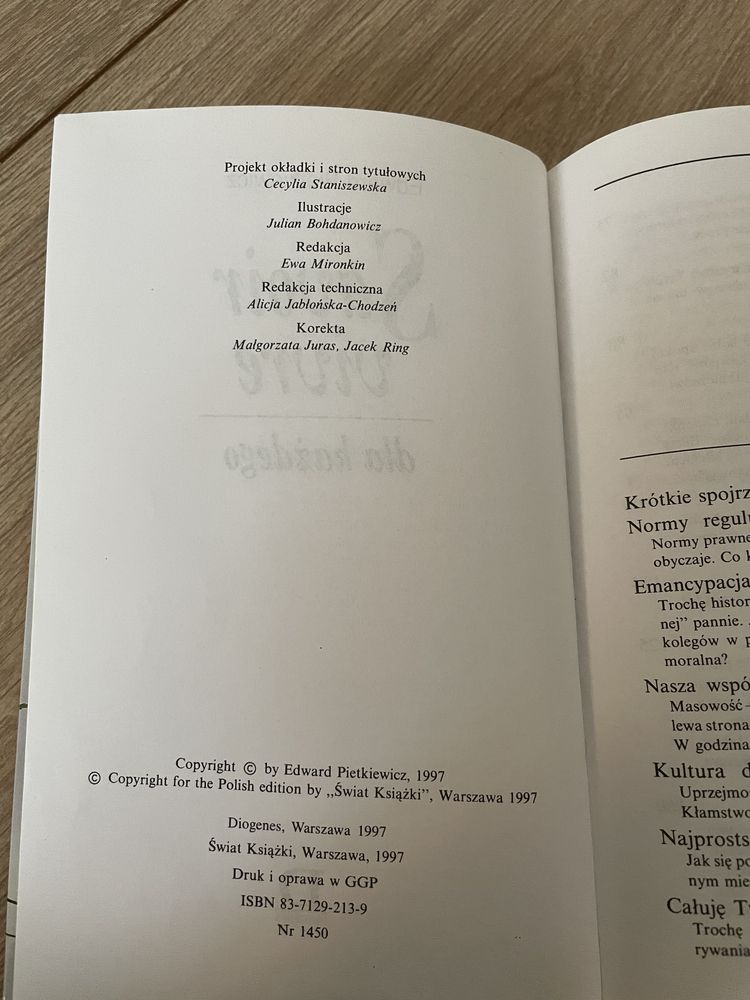 Projekt okładki i stron tytułowych
Cecylia Staniszewska
Ilustracje
Julian Bohdanowicz
Redakcja
Ewa Mironkin
Redakcja techniczna
Alicja Jabłońska-Chodzeń
Korekta
Małgorzata Juras, Jacek Ring
dla każdego
Copyright © by Edward Pietkiewicz, 1997
© Copyright for the Polish edition by „Świat Książki”, Warszawa 1997
Diogenes, Warszawa 1997
Świat Książki, Warszawa, 1997
Druk i oprawa w GGP
ISBN 83-7129-213-9
Nr 1450
Krótkie spojrz
Normy regul
Normy prawne
obyczaje. Co
Emancypacja
Trochę histor
nej” pannie.
kolegów w p
moralna?
Nasza wspó
Masowość –
lewa strona
W godzina
Kultura d
Uprzejmo
Kłamstwo
Najprosts
Jak się po
nym mie
Całuję T
Trochę
rywania